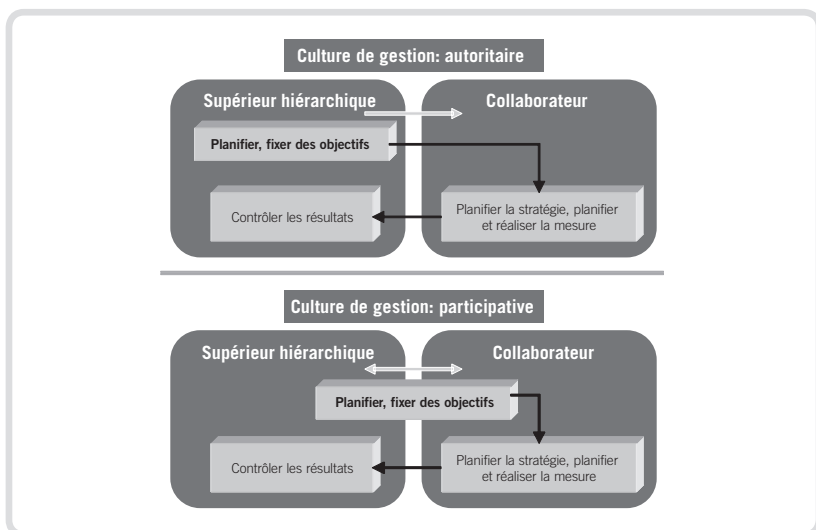 Culture de gestion: autoritaire
Supérieur hiérarchique
Collaborateur
Planifier, fixer des objectifs
Contrôler les résultats
Planifier la stratégie, planifier
et réaliser la mesure
Culture de gestion: participative
Supérieur hiérarchique
Collaborateur
Planifier, fixer des objectifs
Contrôler les résultats
Planifier la stratégie, planifier
et réaliser la mesure